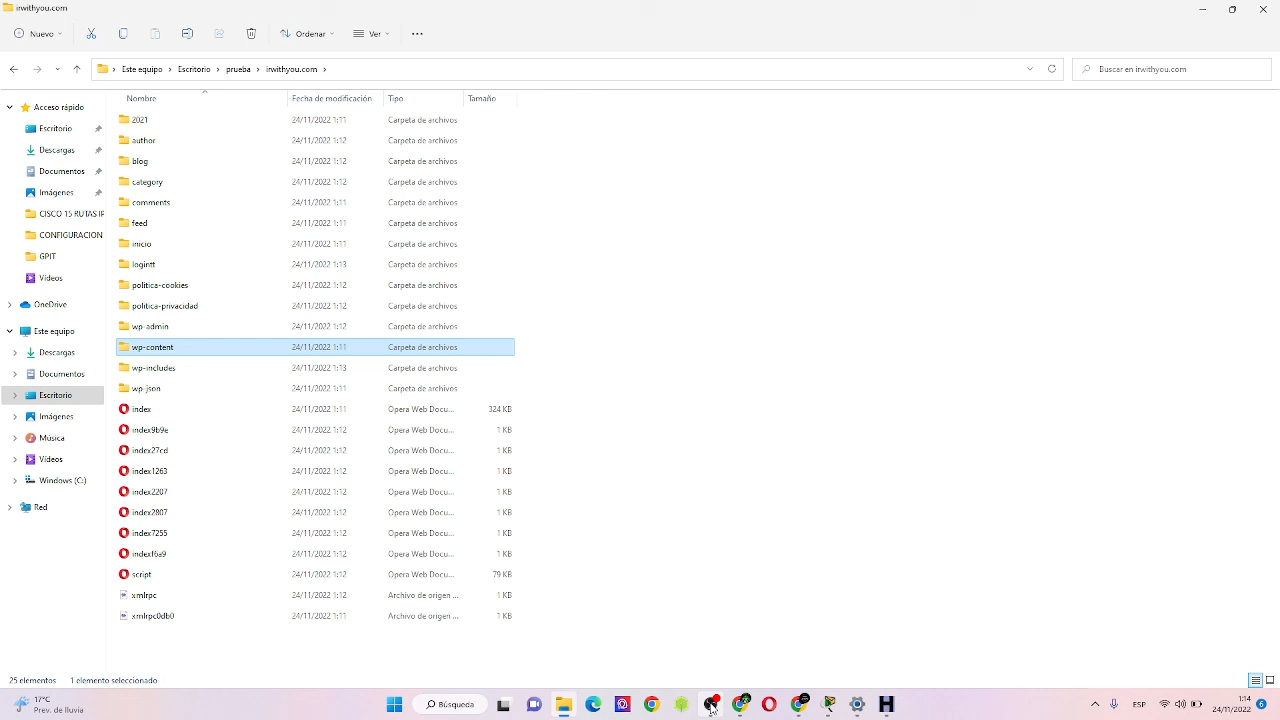 irwithyou.com
Nuevo Ordenar Ver
Este equipo Escritorio prueba irwithyou.com Buscar en irwithyou.com
Nombre Fecha de modificación Tipo Tamaño
Acceso rápido
Escritorio
Descargas
Documentos
Imágenes
CISCO 15 RUTAS IP
CONFIGURACION
GPIT
Vídeos
OneDrive
Este equipo
Descargas
Documentos
Escritorio
Imágenes
Música
Vídeos
Windows (C:)
Red
2021 24/11/2022 1:11 Carpeta de archivos
author 24/11/2022 1:12 Carpeta de archivos
blog 24/11/2022 1:12 Carpeta de archivos
category 24/11/2022 1:12 Carpeta de archivos
comments 24/11/2022 1:11 Carpeta de archivos
feed 24/11/2022 1:11 Carpeta de archivos
inicio 24/11/2022 1:11 Carpeta de archivos
logintt 24/11/2022 1:13 Carpeta de archivos
politica-cookies 24/11/2022 1:12 Carpeta de archivos
politica-privacidad 24/11/2022 1:12 Carpeta de archivos
wp-admin 24/11/2022 1:12 Carpeta de archivos
wp-content 24/11/2022 1:11 Carpeta de archivos
wp-includes 24/11/2022 1:13 Carpeta de archivos
wp-json 24/11/2022 1:11 Carpeta de archivos
index 24/11/2022 1:11 Opera Web Docu... 324 KB
index9b9e 24/11/2022 1:12 Opera Web Docu... 1 KB
index27cd 24/11/2022 1:12 Opera Web Docu... 1 KB
index1263 24/11/2022 1:12 Opera Web Docu... 1 KB
index2207 24/11/2022 1:12 Opera Web Docu... 1 KB
index2807 24/11/2022 1:12 Opera Web Docu... 1 KB
index7255 24/11/2022 1:12 Opera Web Docu... 1 KB
indexf6a9 24/11/2022 1:12 Opera Web Docu... 1 KB
script 24/11/2022 1:12 Opera Web Docu... 79 KB
xmlrpc 24/11/2022 1:12 Archivo de origen ... 1 KB
xmlrpc0db0 24/11/2022 1:11 Archivo de origen ... 1 KB
25 elementos 1 elemento seleccionado
17°C
Prev. de lluvia
Búsqueda
ESP
1:14
24/11/2022
6